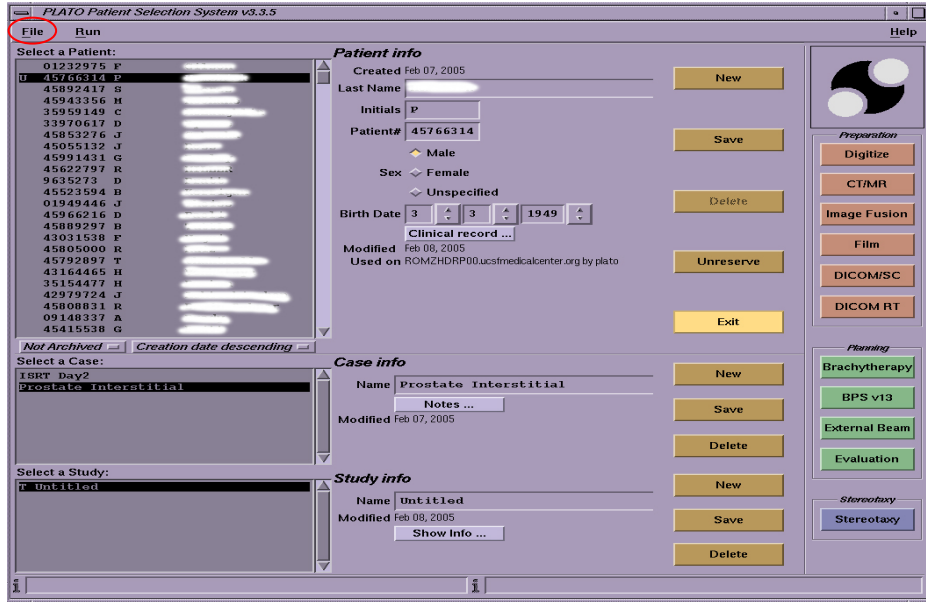 PLATO Patient Selection System v3.3.5
File Run Help
Select a Patient:
01232975 F
U 45766314 P
45892417 S
45943356 M
35959149 C
33970617 D
45853276 J
45055132 J
45991431 G
45622797 R
9635273 D
45523594 B
01949446 J
45966216 D
45889297 B
43031538 F
45805000 R
45792897 T
43164465 H
35154477 H
42979724 J
45808831 R
09148337 A
45415538 G
Not Archived Creation date descending
Patient info
Created Feb 07, 2005
Last Name
Initials P
Patient# 45766314
Male
Sex Female
Unspecified
Birth Date 3 3 1949
Clinical record ...
Modified Feb 08, 2005
Used on ROMZHDRP00.ucsfmedicalcenter.org by plato
New
Save
Delete
Unreserve
Exit
Select a Case:
ISRT Day2
Prostate Interstitial
Case info
Name Prostate Interstitial
Notes ...
Modified Feb 07, 2005
New
Save
Delete
Select a Study:
T Untitled
Study info
Name Untitled
Modified Feb 08, 2005
Show Info ...
New
Save
Delete
Preparation
Digitize
CT/MR
Image Fusion
Film
DICOM/SC
DICOM RT
Planning
Brachytherapy
BPS v13
External Beam
Evaluation
Stereotaxy
Stereotaxy
i i